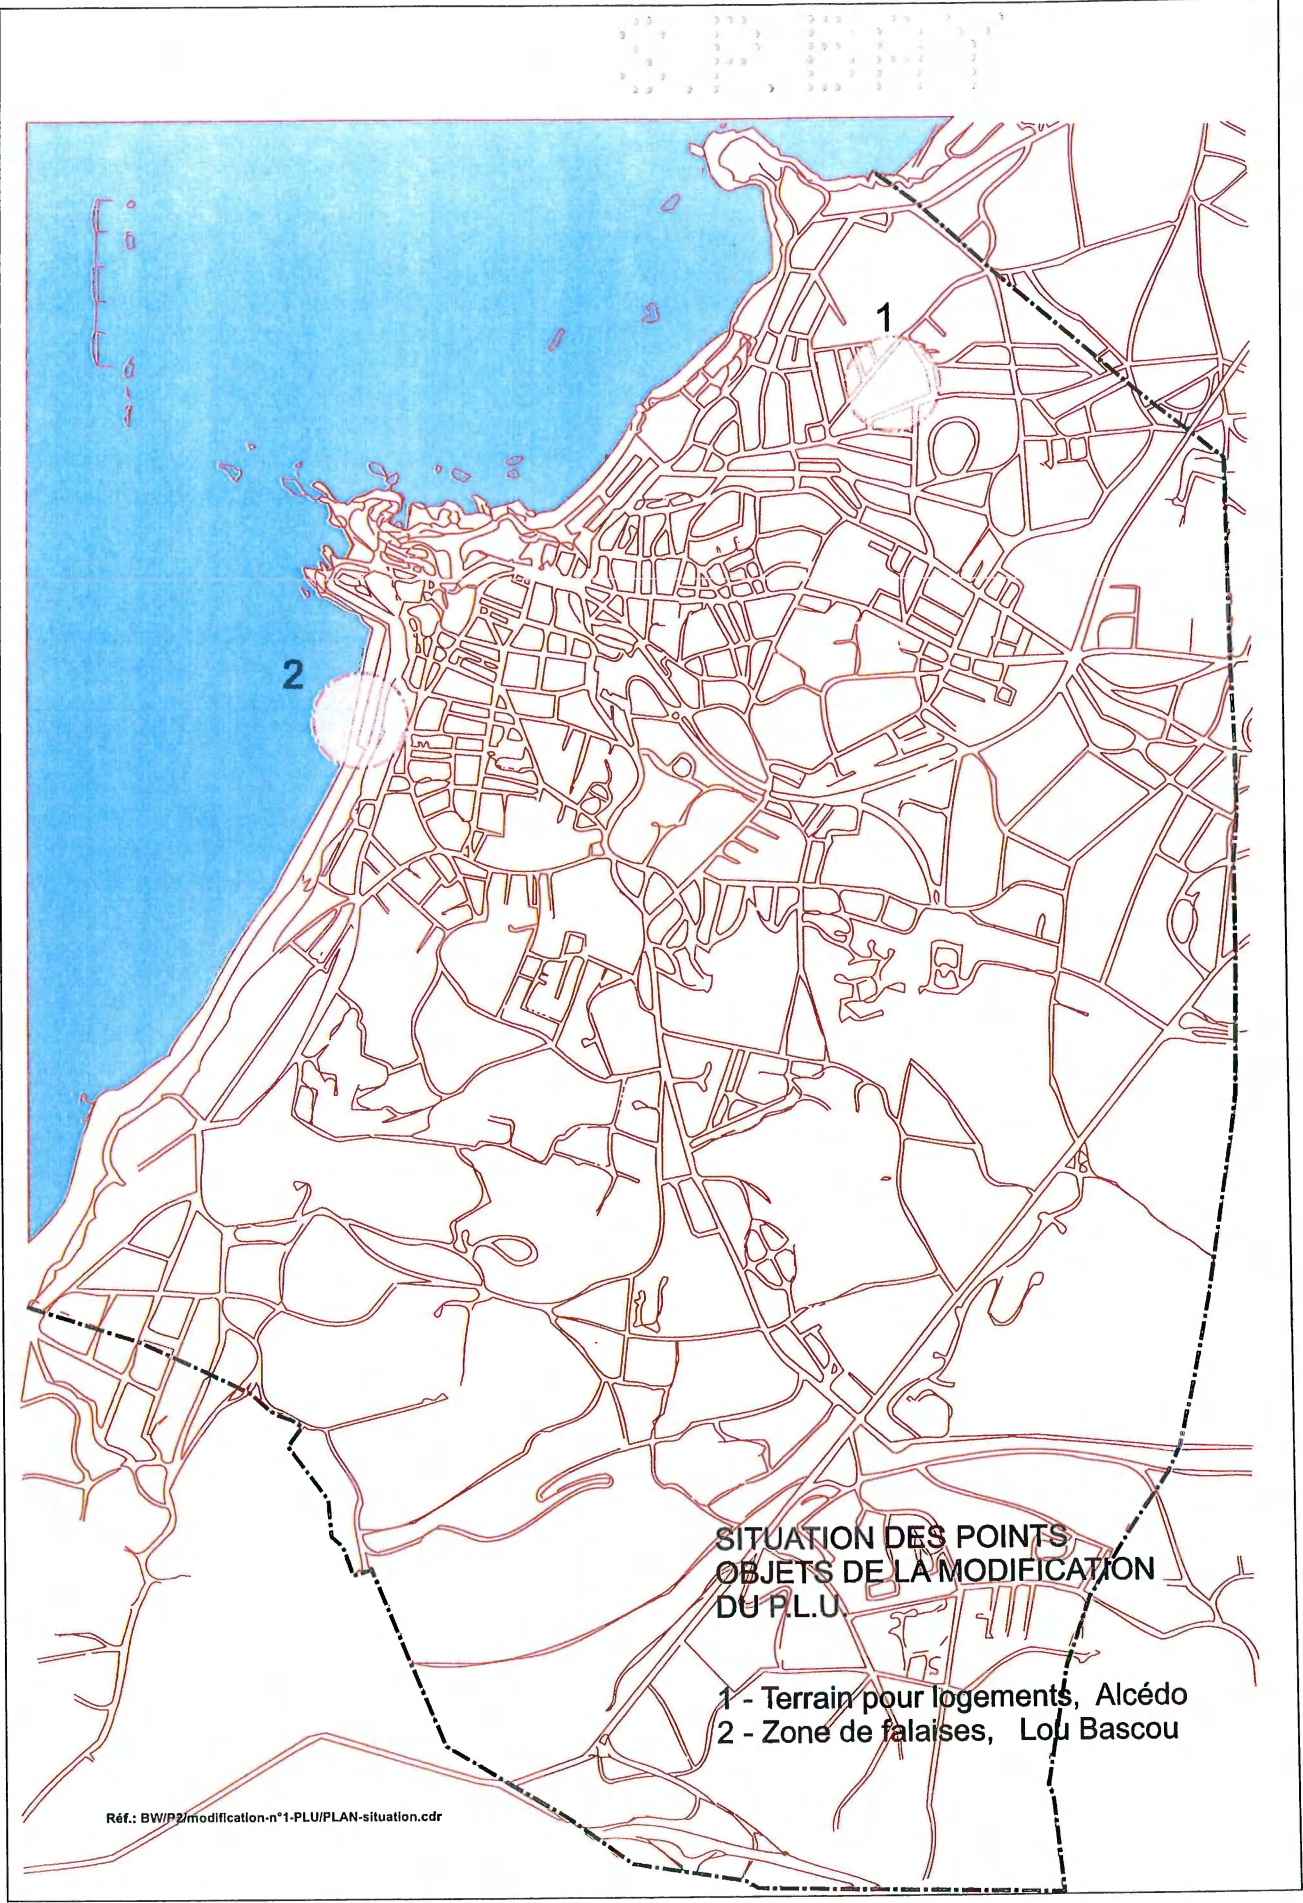 S.P. BAY
1
2
SITUATION DES POINTS
OBJETS DE LA MODIFICATION
DU P.L.U.
1 - Terrain pour logements, Alcédo
2 - Zone de falaises, Lou Bascou
Réf.: BW/P2/modification-n°1-PLU/PLAN-situation.cdr